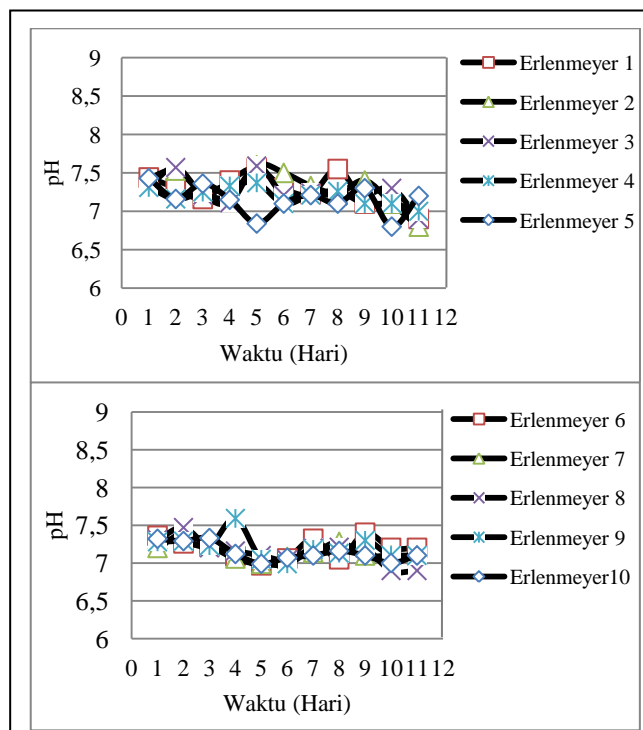 9
8,5
8
7,5
7
6,5
6
pH
0 1 2 3 4 5 6 7 8 9 10 11 12
Waktu (Hari)
Erlenmeyer 1
Erlenmeyer 2
Erlenmeyer 3
Erlenmeyer 4
Erlenmeyer 5
9
8,5
8
7,5
7
6,5
6
pH
0 1 2 3 4 5 6 7 8 9 10 11 12
Waktu (Hari)
Erlenmeyer 6
Erlenmeyer 7
Erlenmeyer 8
Erlenmeyer 9
Erlenmeyer10